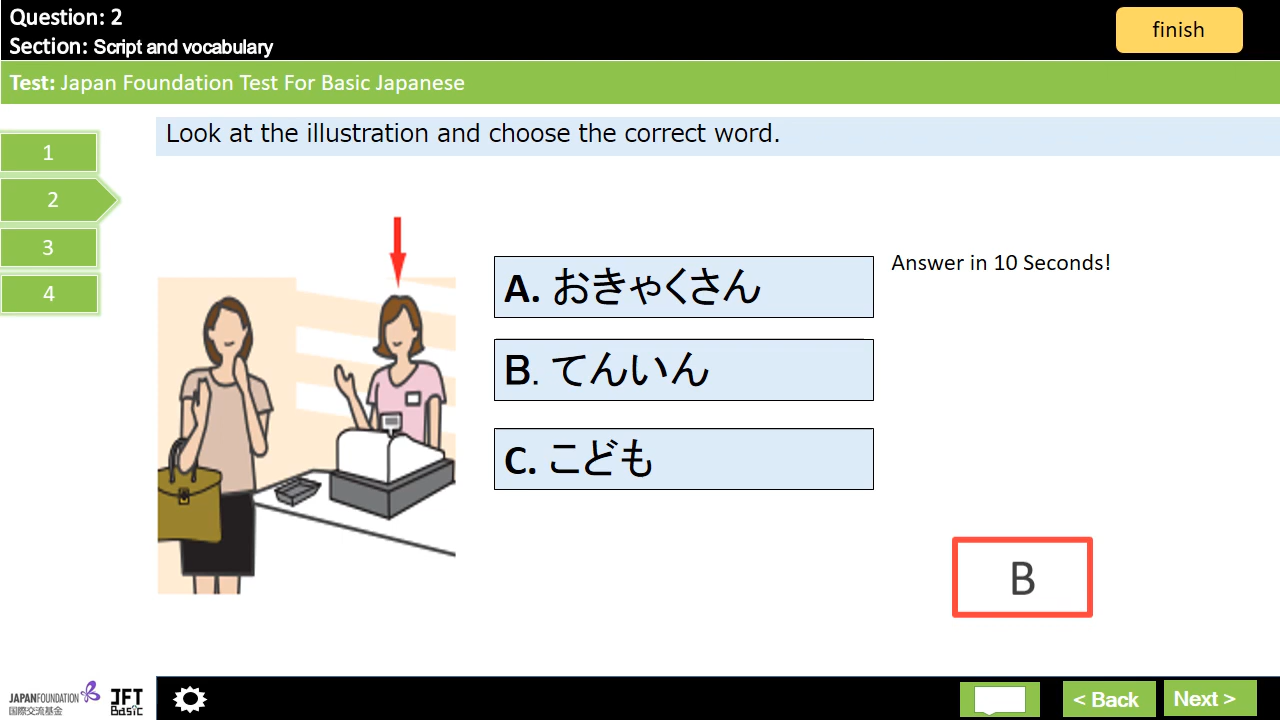 Question: 2
Section: Script and vocabulary
finish
Test: Japan Foundation Test For Basic Japanese
Look at the illustration and choose the correct word.
1
2
3
4
A. おきゃくさん
Answer in 10 Seconds!
B. てんいん
C. こども
B
JAPANFOUNDATION
国際交流基金
JFT
Basic
< Back
Next >